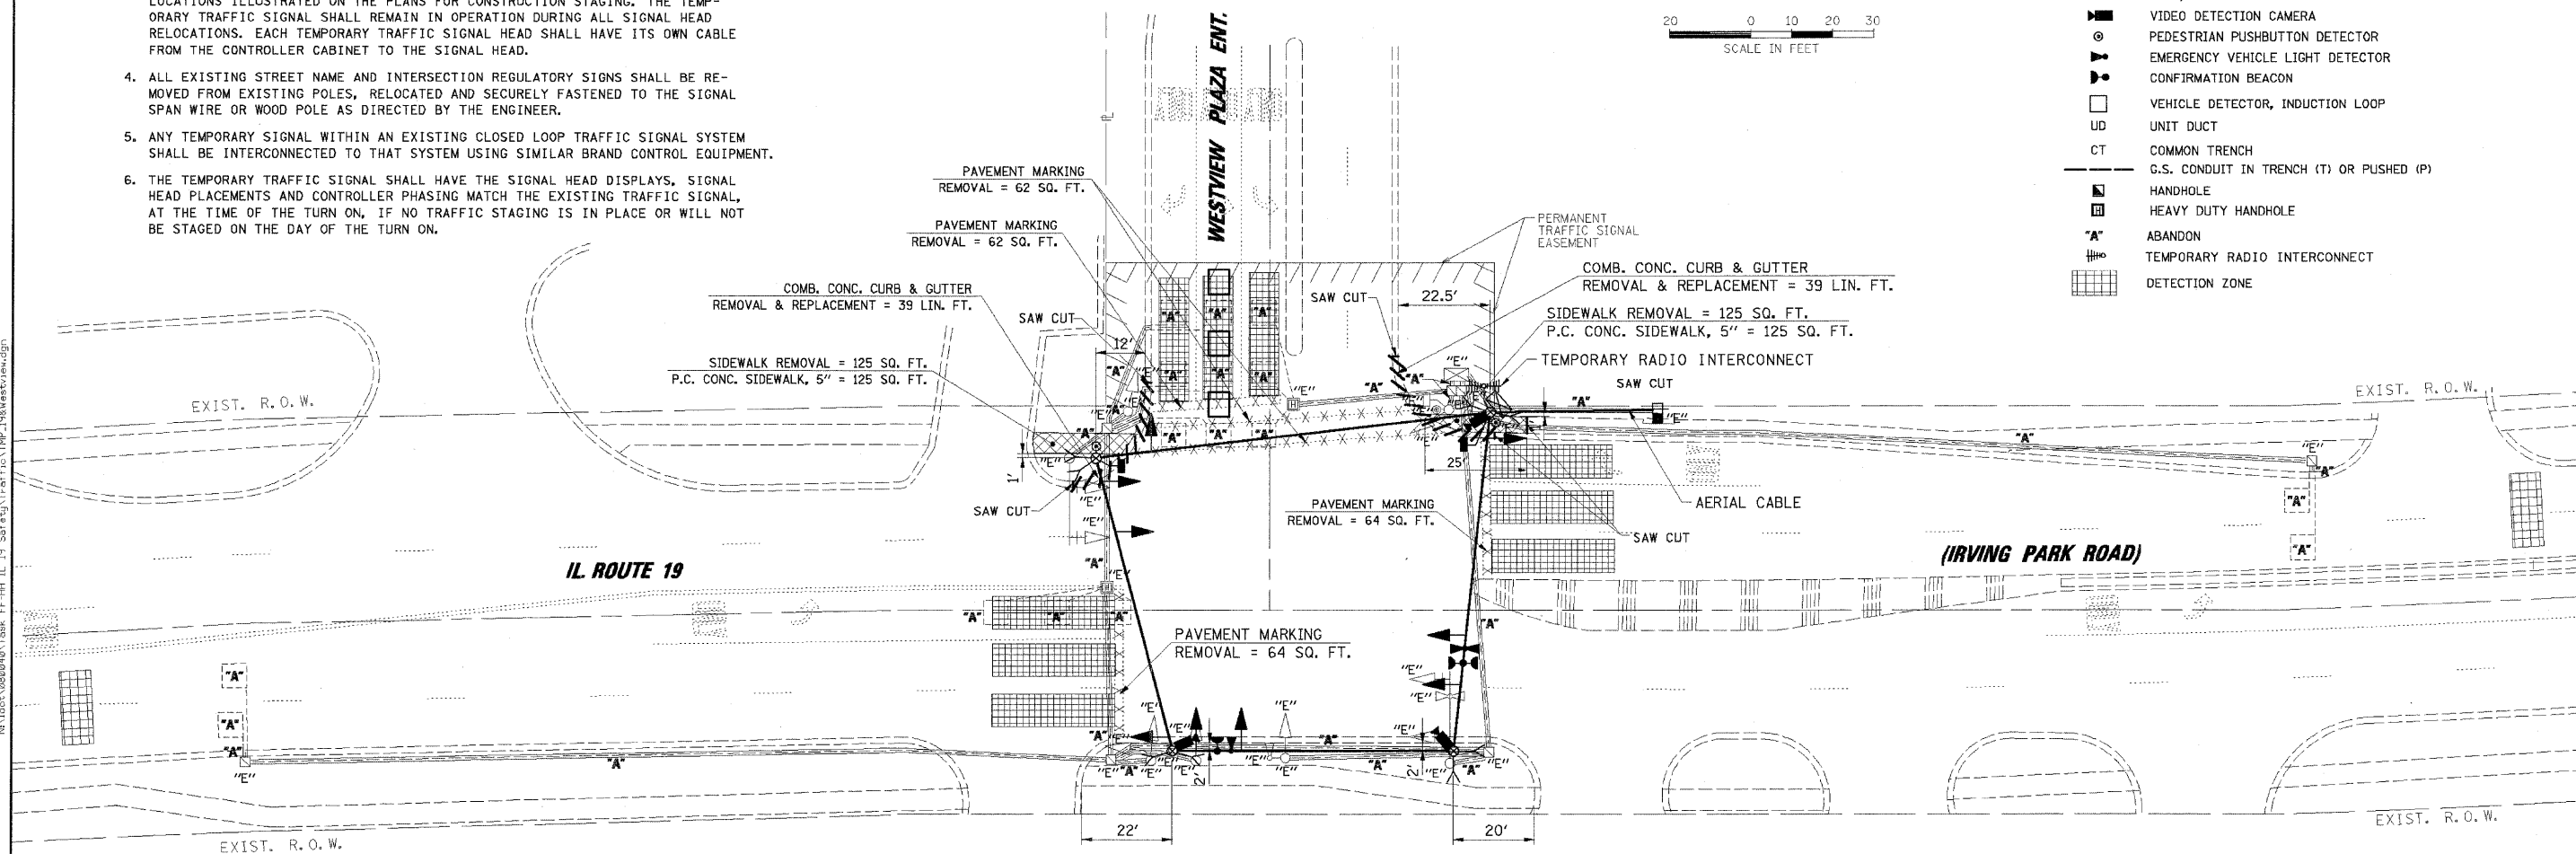 LOCATIONS ILLUSTRATED ON THE PLANS FOR CONSTRUCTION STAGING. THE TEMP-
ORARY TRAFFIC SIGNAL SHALL REMAIN IN OPERATION DURING ALL SIGNAL HEAD
RELOCATIONS. EACH TEMPORARY TRAFFIC SIGNAL HEAD SHALL HAVE ITS OWN CABLE
FROM THE CONTROLLER CABINET TO THE SIGNAL HEAD.
4. ALL EXISTING STREET NAME AND INTERSECTION REGULATORY SIGNS SHALL BE RE-
MOVED FROM EXISTING POLES, RELOCATED AND SECURELY FASTENED TO THE SIGNAL
SPAN WIRE OR WOOD POLE AS DIRECTED BY THE ENGINEER.
5. ANY TEMPORARY SIGNAL WITHIN AN EXISTING CLOSED LOOP TRAFFIC SIGNAL SYSTEM
SHALL BE INTERCONNECTED TO THAT SYSTEM USING SIMILAR BRAND CONTROL EQUIPMENT.
6. THE TEMPORARY TRAFFIC SIGNAL SHALL HAVE THE SIGNAL HEAD DISPLAYS, SIGNAL
HEAD PLACEMENTS AND CONTROLLER PHASING MATCH THE EXISTING TRAFFIC SIGNAL,
AT THE TIME OF THE TURN ON, IF NO TRAFFIC STAGING IS IN PLACE OR WILL NOT
BE STAGED ON THE DAY OF THE TURN ON.
20 0 10 20 30
SCALE IN FEET
VIDEO DETECTION CAMERA
PEDESTRIAN PUSHBUTTON DETECTOR
EMERGENCY VEHICLE LIGHT DETECTOR
CONFIRMATION BEACON
VEHICLE DETECTOR, INDUCTION LOOP
UD UNIT DUCT
CT COMMON TRENCH
G.S. CONDUIT IN TRENCH (T) OR PUSHED (P)
HANDHOLE
H HEAVY DUTY HANDHOLE
"A" ABANDON
TEMPORARY RADIO INTERCONNECT
DETECTION ZONE
WESTVIEW PLAZA ENT.
PAVEMENT MARKING
REMOVAL = 62 SQ. FT.
PAVEMENT MARKING
REMOVAL = 62 SQ. FT.
COMB. CONC. CURB & GUTTER
REMOVAL & REPLACEMENT = 39 LIN. FT.
SAW CUT
12'
SIDEWALK REMOVAL = 125 SQ. FT.
P.C. CONC. SIDEWALK, 5" = 125 SQ. FT.
PERMANENT
TRAFFIC SIGNAL
EASEMENT
COMB. CONC. CURB & GUTTER
REMOVAL & REPLACEMENT = 39 LIN. FT.
SAW CUT
22.5'
SIDEWALK REMOVAL = 125 SQ. FT.
P.C. CONC. SIDEWALK, 5" = 125 SQ. FT.
TEMPORARY RADIO INTERCONNECT
SAW CUT
EXIST. R.O.W.
EXIST. R.O.W.
1'
SAW CUT
25'
PAVEMENT MARKING
REMOVAL = 64 SQ. FT.
AERIAL CABLE
SAW CUT
IL. ROUTE 19
(IRVING PARK ROAD)
PAVEMENT MARKING
REMOVAL = 64 SQ. FT.
2'
2'
22'
20'
EXIST. R.O.W.
EXIST. R.O.W.